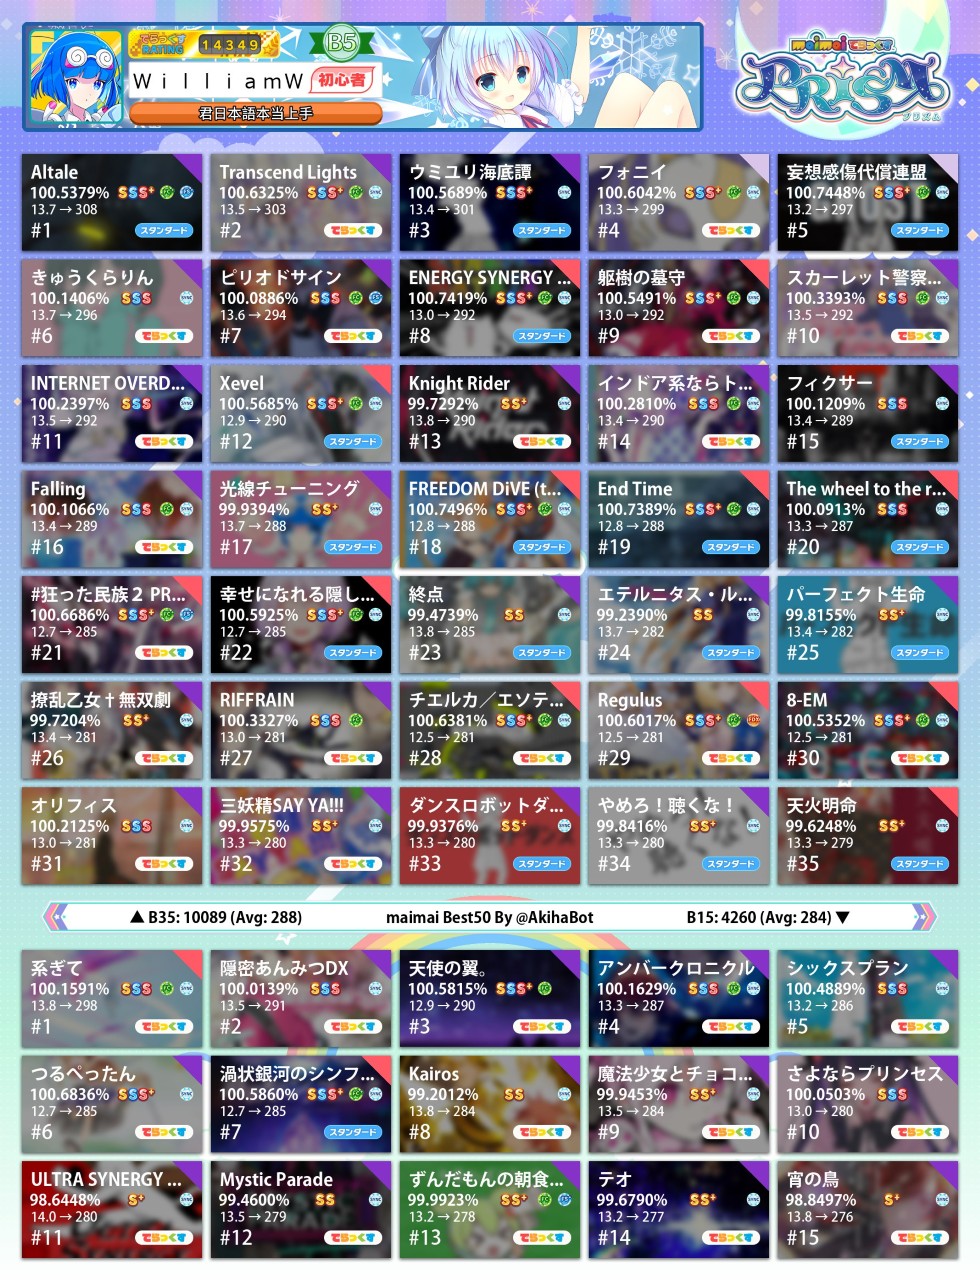 でらっくす RATING 14349
B5
WilliamW 初心者
君日本語本当上手
maimai でらっくす
PRiSM
プリズム
Altale
100.5379% SSS+
13.7→308
#1 スタンダード
Transcend Lights
100.6325% SSS+
13.5→303
#2 でらっくす
ウミユリ海底譚
100.5689% SSS+ SYNC
13.4→301
#3 スタンダード
フォニイ
100.6042% SSS+ SYNC
13.3→299
#4 でらっくす
妄想感傷代償連盟
100.7448% SSS+ SYNC
13.2→297
#5 スタンダード
きゅうくらりん
100.1406% SSS SYNC
13.7→296
#6 でらっくす
ピリオドサイン
100.0886% SSS
13.6→294
#7 でらっくす
ENERGY SYNERGY ...
100.7419% SSS+ SYNC
13.0→292
#8 スタンダード
躯樹の墓守
100.5491% SSS+ SYNC
13.0→292
#9 でらっくす
スカーレット警察...
100.3393% SSS SYNC
13.5→292
#10 でらっくす
INTERNET OVERD...
100.2397% SSS SYNC
13.5→292
#11 でらっくす
Xevel
100.5685% SSS+ SYNC
12.9→290
#12 スタンダード
Knight Rider
99.7292% SS+ SYNC
13.8→290
#13 でらっくす
インドア系ならト...
100.2810% SSS SYNC
13.4→290
#14 でらっくす
フィクサー
100.1209% SSS SYNC
13.4→289
#15 スタンダード
Falling
100.1066% SSS SYNC
13.4→289
#16 でらっくす
光線チューニング
99.9394% SS+ SYNC
13.7→288
#17 スタンダード
FREEDOM DiVE (t...
100.7496% SSS+ SYNC
12.8→288
#18 スタンダード
End Time
100.7389% SSS+ SYNC
12.8→288
#19 スタンダード
The wheel to the r...
100.0913% SSS SYNC
13.3→287
#20 スタンダード
#狂った民族２ PR...
100.6686% SSS+
12.7→285
#21 でらっくす
幸せになれる隠し...
100.5925% SSS+ SYNC
12.7→285
#22 スタンダード
終点
99.4739% SS SYNC
13.8→285
#23 スタンダード
エテルニタス・ル...
99.2390% SS SYNC
13.7→282
#24 スタンダード
パーフェクト生命
99.8155% SS+ SYNC
13.4→282
#25 スタンダード
撩乱乙女†無双劇
99.7204% SS+ SYNC
13.4→281
#26 でらっくす
RIFFRAIN
100.3327% SSS
13.0→281
#27 でらっくす
チエルカ／エソテ...
100.6381% SSS+ SYNC
12.5→281
#28 でらっくす
Regulus
100.6017% SSS+ FDX
12.5→281
#29 でらっくす
8-EM
100.5352% SSS+ SYNC
12.5→281
#30 でらっくす
オリフィス
100.2125% SSS SYNC
13.0→281
#31 でらっくす
三妖精SAY YA!!!
99.9575% SS+ SYNC
13.3→280
#32 でらっくす
ダンスロボットダ...
99.9376% SS+ SYNC
13.3→280
#33 スタンダード
やめろ！聴くな！
99.8416% SS+ SYNC
13.3→280
#34 スタンダード
天火明命
99.6248% SS+ SYNC
13.3→279
#35 スタンダード
▲ B35: 10089 (Avg: 288) maimai Best50 By @AkihaBot B15: 4260 (Avg: 284) ▼
系ぎて
100.1591% SSS SYNC
13.8→298
#1 でらっくす
隠密あんみつDX
100.0139% SSS SYNC
13.5→291
#2 でらっくす
天使の翼。
100.5815% SSS+
12.9→290
#3 でらっくす
アンバークロニクル
100.1629% SSS SYNC
13.3→287
#4 でらっくす
シックスプラン
100.4889% SSS SYNC
13.2→286
#5 でらっくす
つるぺったん
100.6836% SSS+ SYNC
12.7→285
#6 でらっくす
渦状銀河のシンフ...
100.5860% SSS+ SYNC
12.7→285
#7 スタンダード
Kairos
99.2012% SS SYNC
13.8→284
#8 でらっくす
魔法少女とチョコ...
99.9453% SS+ SYNC
13.5→284
#9 でらっくす
さよならプリンセス
100.0503% SSS SYNC
13.0→280
#10 でらっくす
ULTRA SYNERGY ...
98.6448% S+ SYNC
14.0→280
#11 でらっくす
Mystic Parade
99.4600% SS SYNC
13.5→279
#12 でらっくす
ずんだもんの朝食...
99.9923% SS+
13.2→278
#13 でらっくす
テオ
99.6790% SS+ SYNC
13.2→277
#14 でらっくす
宵の鳥
98.8497% S+ SYNC
13.8→276
#15 でらっくす